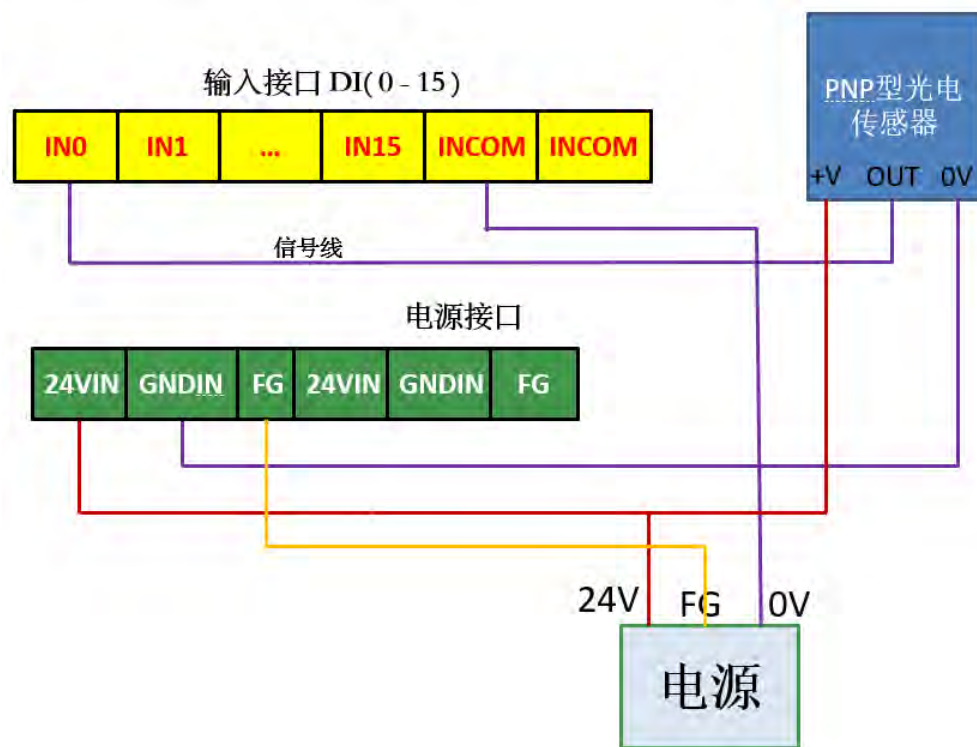 输入接口 DI( 0 - 15 )
IN0 IN1 ... IN15 INCOM INCOM
PNP型光电
传感器
+V OUT 0V
信号线
电源接口
24VIN GNDIN FG 24VIN GNDIN FG
24V FG 0V
电源